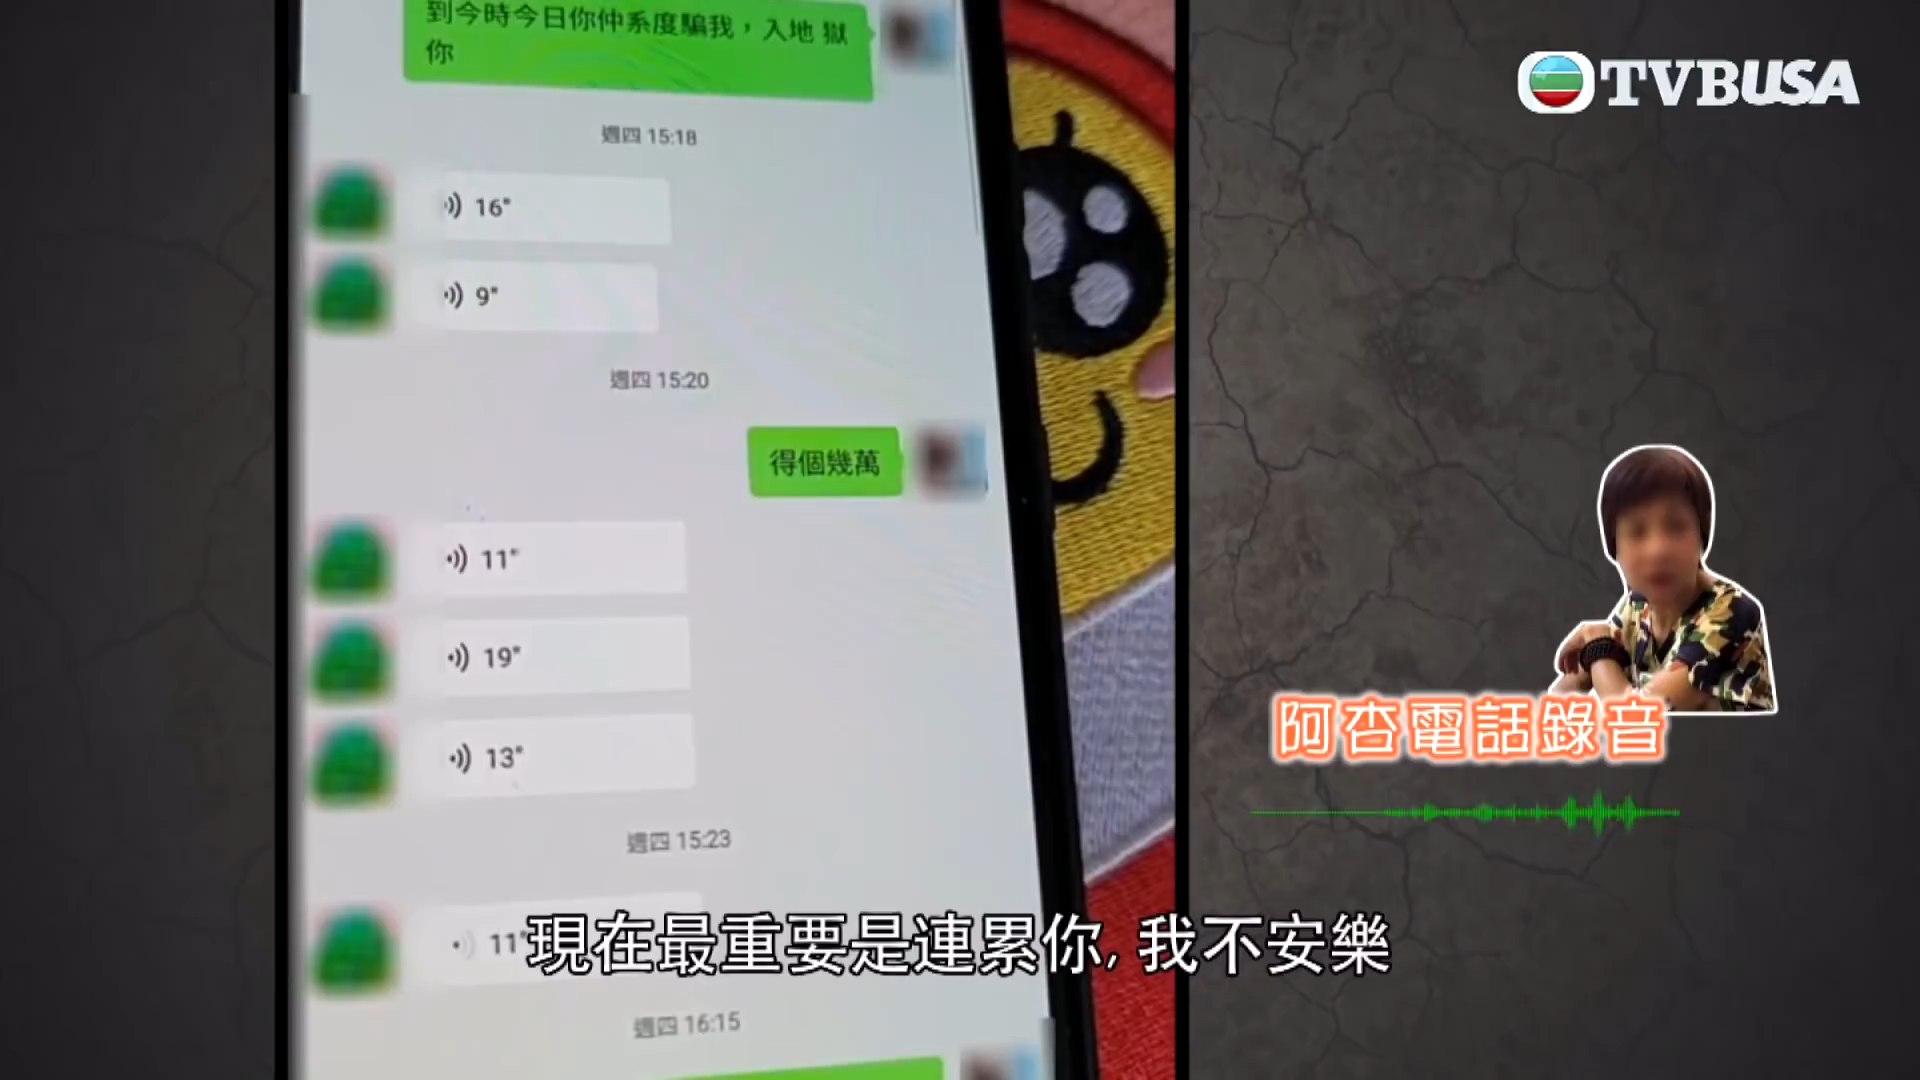 到今時今日你仲系度騙我，入地 獄
你
TVBUSA
週四 15:18
16"
9"
週四 15:20
得個幾萬
11"
19"
13"
阿杏電話錄音
週四 15:23
11"
現在最重要是連累你, 我不安樂
週四 16:15